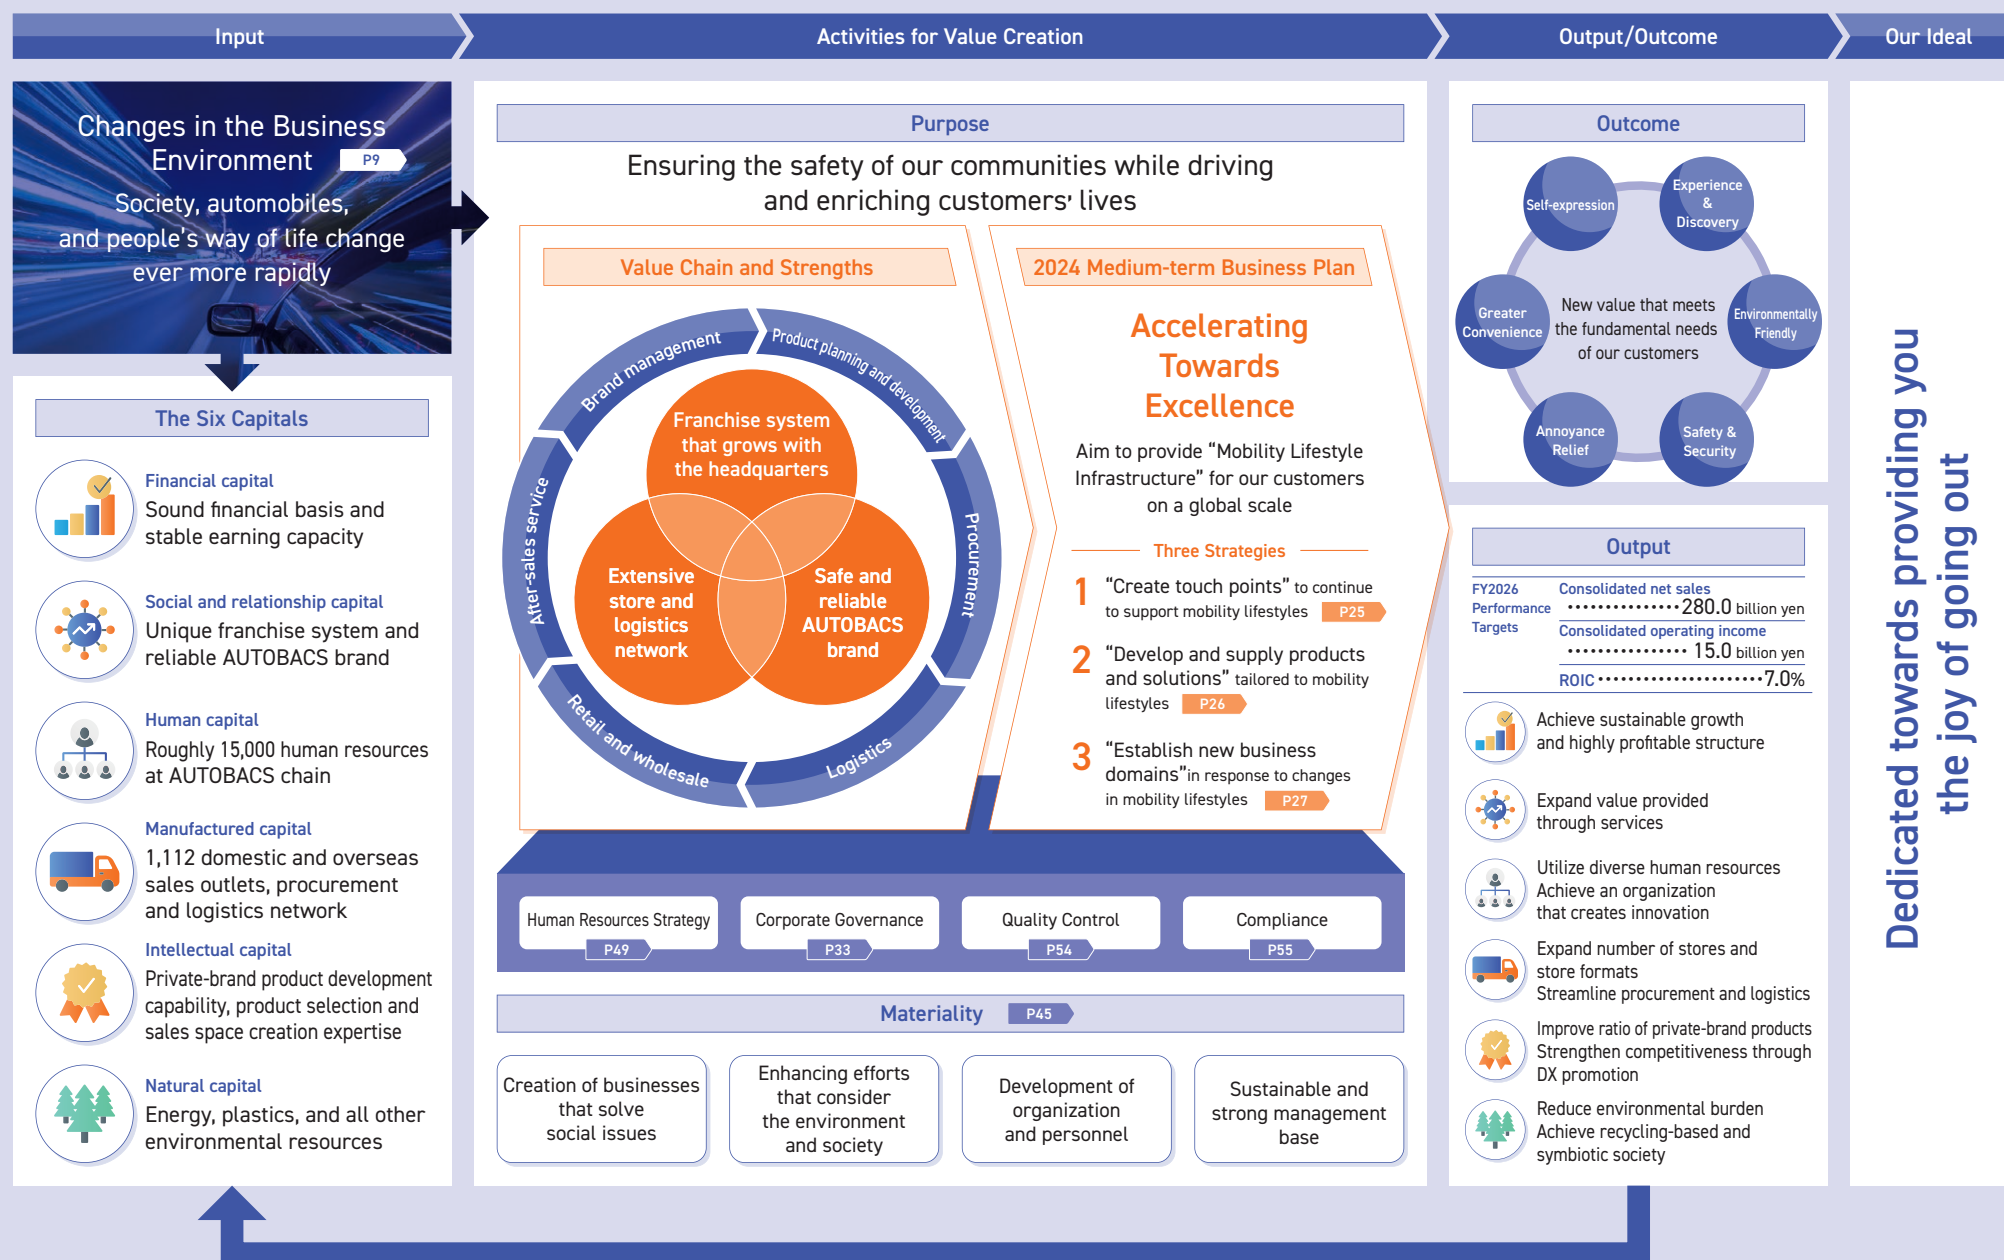 Input
Activities for Value Creation
Output/Outcome
Our Ideal
Changes in the Business
Environment P9
Society, automobiles,
and people's way of life change
ever more rapidly
The Six Capitals
Financial capital
Sound financial basis and
stable earning capacity
Social and relationship capital
Unique franchise system and
reliable AUTOBACS brand
Human capital
Roughly 15,000 human resources
at AUTOBACS chain
Manufactured capital
1,112 domestic and overseas
sales outlets, procurement
and logistics network
Intellectual capital
Private-brand product development
capability, product selection and
sales space creation expertise
Natural capital
Energy, plastics, and all other
environmental resources
Purpose
Ensuring the safety of our communities while driving
and enriching customers' lives
Value Chain and Strengths
Brand management
Product planning and development
Procurement
Logistics
Retail and wholesale
After-sales service
Franchise system
that grows with
the headquarters
Extensive
store and
logistics
network
Safe and
reliable
AUTOBACS
brand
2024 Medium-term Business Plan
Accelerating
Towards
Excellence
Aim to provide “Mobility Lifestyle
Infrastructure” for our customers
on a global scale
Three Strategies
1 “Create touch points” to continue
to support mobility lifestyles P25
2 “Develop and supply products
and solutions” tailored to mobility
lifestyles P26
3 “Establish new business
domains”in response to changes
in mobility lifestyles P27
Human Resources Strategy
P49
Corporate Governance
P33
Quality Control
P54
Compliance
P55
Materiality P45
Creation of businesses
that solve
social issues
Enhancing efforts
that consider
the environment
and society
Development of
organization
and personnel
Sustainable and
strong management
base
Outcome
Self-expression
Experience
&
Discovery
Greater
Convenience
New value that meets
the fundamental needs
of our customers
Environmentally
Friendly
Annoyance
Relief
Safety &
Security
Output
FY2026
Performance
Targets
Consolidated net sales
280.0 billion yen
Consolidated operating income
15.0 billion yen
ROIC 7.0%
Achieve sustainable growth
and highly profitable structure
Expand value provided
through services
Utilize diverse human resources
Achieve an organization
that creates innovation
Expand number of stores and
store formats
Streamline procurement and logistics
Improve ratio of private-brand products
Strengthen competitiveness through
DX promotion
Reduce environmental burden
Achieve recycling-based and
symbiotic society
Dedicated towards providing you
the joy of going out